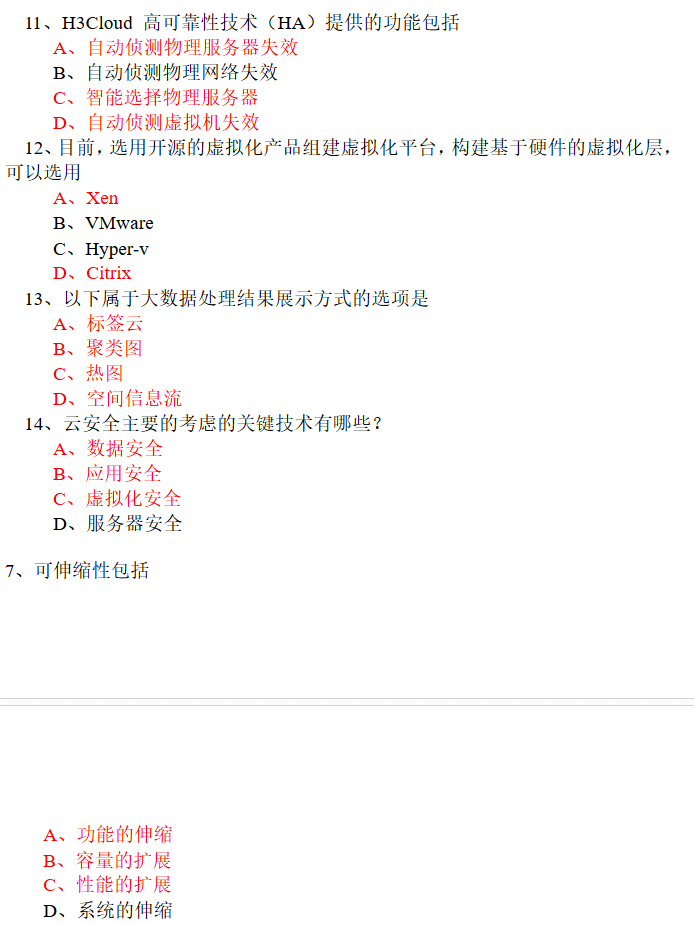 11、H3Cloud 高可靠性技术（HA）提供的功能包括
A、自动侦测物理服务器失效
B、自动侦测物理网络失效
C、智能选择物理服务器
D、自动侦测虚拟机失效
12、目前，选用开源的虚拟化产品组建虚拟化平台，构建基于硬件的虚拟化层，
可以选用
A、Xen
B、VMware
C、Hyper-v
D、Citrix
13、以下属于大数据处理结果展示方式的选项是
A、标签云
B、聚类图
C、热图
D、空间信息流
14、云安全主要的考虑的关键技术有哪些？
A、数据安全
B、应用安全
C、虚拟化安全
D、服务器安全
7、可伸缩性包括
A、功能的伸缩
B、容量的扩展
C、性能的扩展
D、系统的伸缩